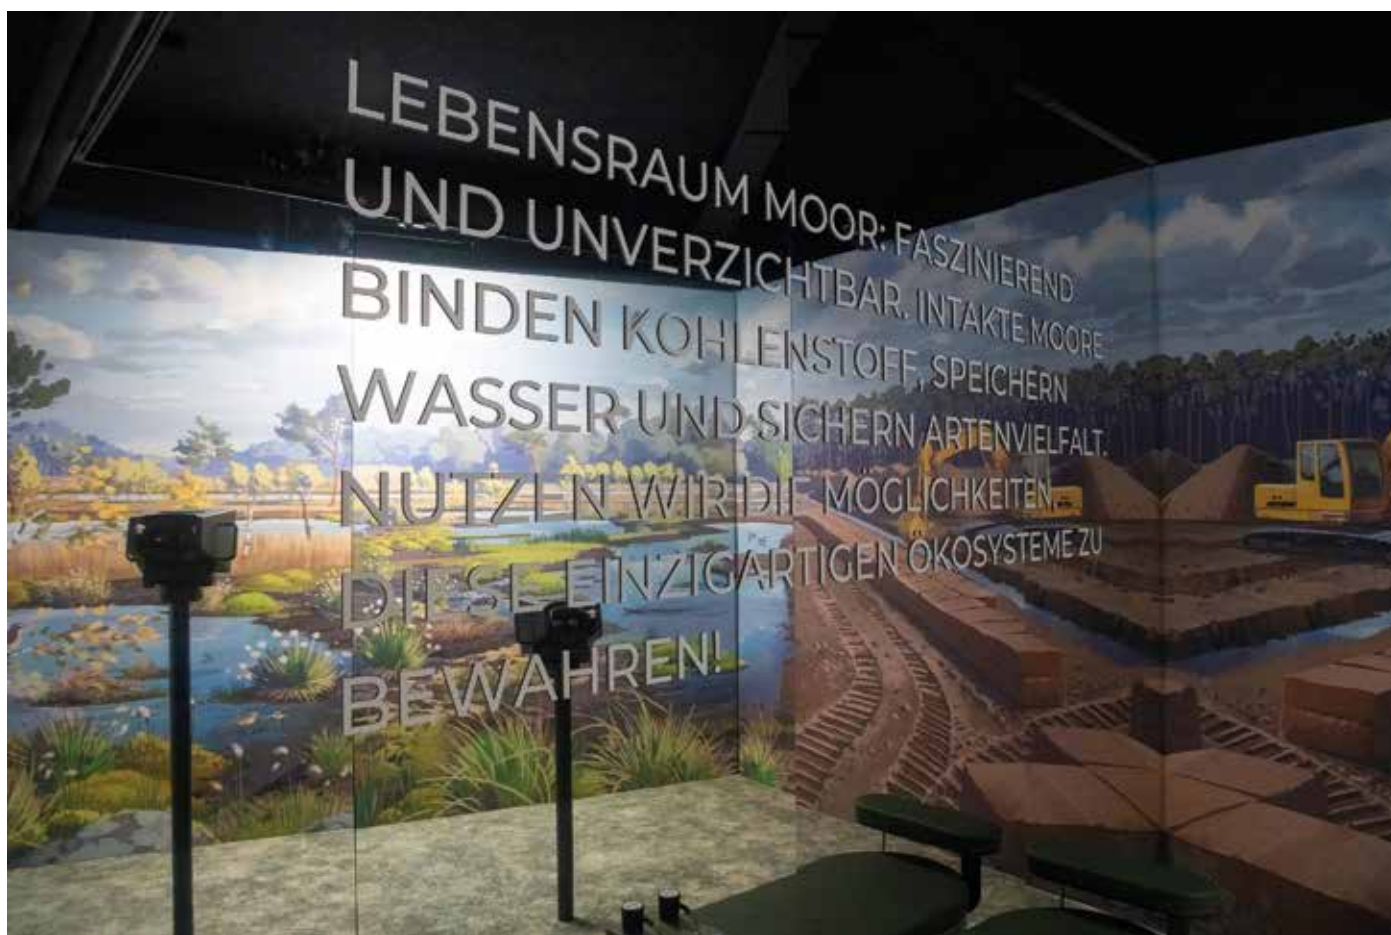 LEBENSRAUM MOOR: FASZINIEREND
UND UNVERZICHTBAR. INTAKTE MOORE
BINDEN KOHLENSTOFF, SPEICHERN
WASSER UND SICHERN ARTENVIELFALT.
NUTZEN WIR DIE MÖGLICHKEITEN,
DIESE EINZIGARTIGEN ÖKOSYSTEME ZU
BEWAHREN!